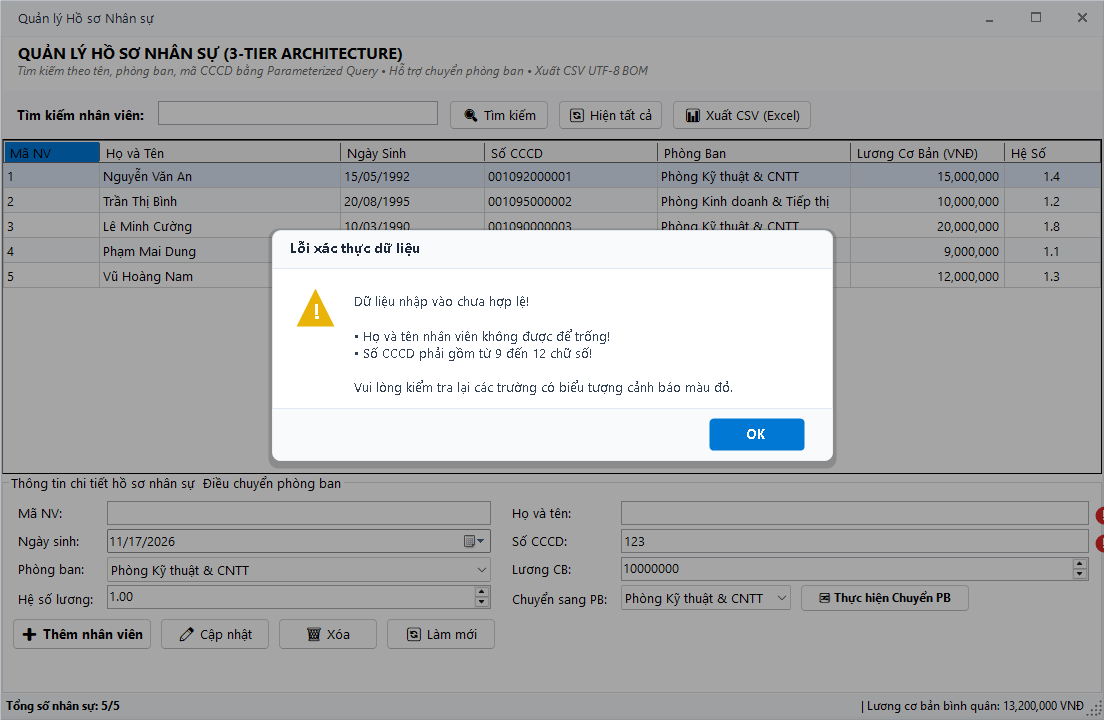 Quản lý Hồ sơ Nhân sự
QUẢN LÝ HỒ SƠ NHÂN SỰ (3-TIER ARCHITECTURE)
Tìm kiếm theo tên, phòng ban, mã CCCD bằng Parameterized Query • Hỗ trợ chuyển phòng ban • Xuất CSV UTF-8 BOM
Tìm kiếm nhân viên: Tìm kiếm Hiện tất cả Xuất CSV (Excel)
Mã NV Họ và Tên Ngày Sinh Số CCCD Phòng Ban Lương Cơ Bản (VNĐ) Hệ Số
1 Nguyễn Văn An 15/05/1992 001092000001 Phòng Kỹ thuật & CNTT 15,000,000 1.4
2 Trần Thị Bình 20/08/1995 001095000002 Phòng Kinh doanh & Tiếp thị 10,000,000 1.2
3 Lê Minh Cường 10/03/1990 001090000003 Phòng Kỹ thuật & CNTT 20,000,000 1.8
4 Phạm Mai Dung 9,000,000 1.1
5 Vũ Hoàng Nam 12,000,000 1.3
Lỗi xác thực dữ liệu
Dữ liệu nhập vào chưa hợp lệ!
• Họ và tên nhân viên không được để trống!
• Số CCCD phải gồm từ 9 đến 12 chữ số!
Vui lòng kiểm tra lại các trường có biểu tượng cảnh báo màu đỏ.
OK
Thông tin chi tiết hồ sơ nhân sự Điều chuyển phòng ban
Mã NV: Họ và tên:
Ngày sinh: 11/17/2026 Số CCCD: 123
Phòng ban: Phòng Kỹ thuật & CNTT Lương CB: 10000000
Hệ số lương: 1.00 Chuyển sang PB: Phòng Kỹ thuật & CNTT Thực hiện Chuyển PB
Thêm nhân viên Cập nhật Xóa Làm mới
Tổng số nhân sự: 5/5 | Lương cơ bản bình quân: 13,200,000 VNĐ